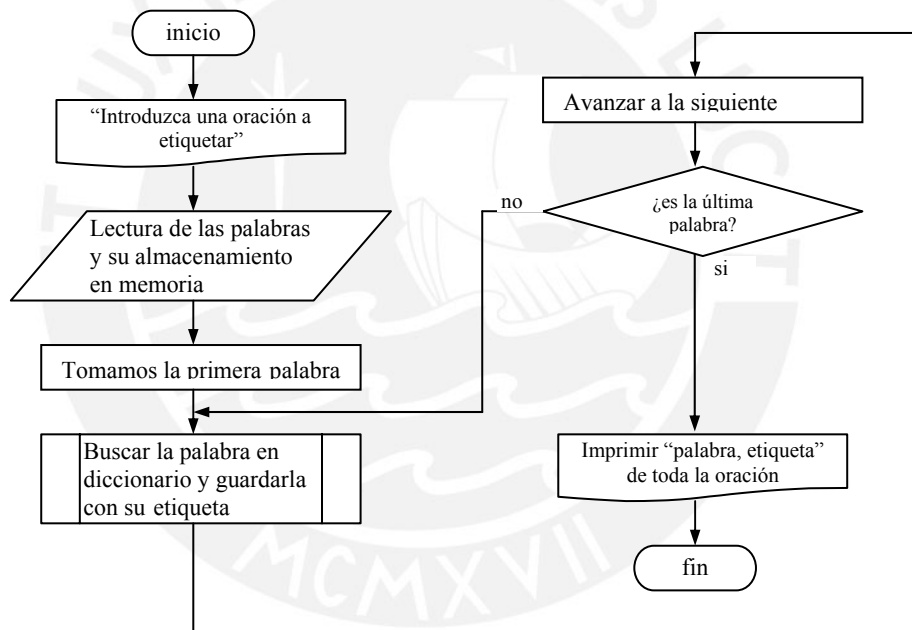 inicio
“Introduzca una oración a
etiquetar”
Lectura de las palabras
y su almacenamiento
en memoria
Tomamos la primera palabra
Buscar la palabra en
diccionario y guardarla
con su etiqueta
Avanzar a la siguiente
¿es la última
palabra?
no
si
Imprimir “palabra, etiqueta”
de toda la oración
fin
MCMXVII